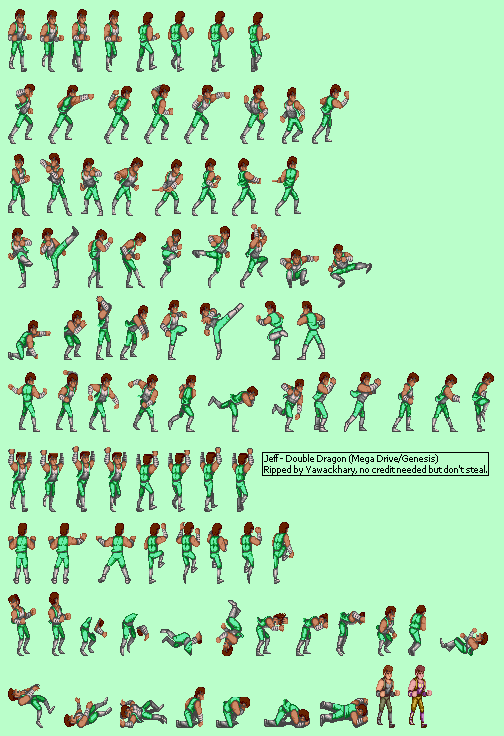 Jeff - Double Dragon (Mega Drive/Genesis)
Ripped by Yawackhary, no credit needed but don't steal.